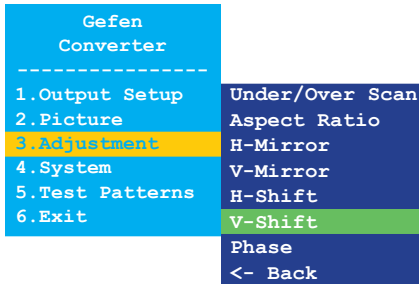 Gefen
Converter
----------------
1.Output Setup
2.Picture
3.Adjustment
4.System
5.Test Patterns
6.Exit
Under/Over Scan
Aspect Ratio
H-Mirror
V-Mirror
H-Shift
V-Shift
Phase
<- Back